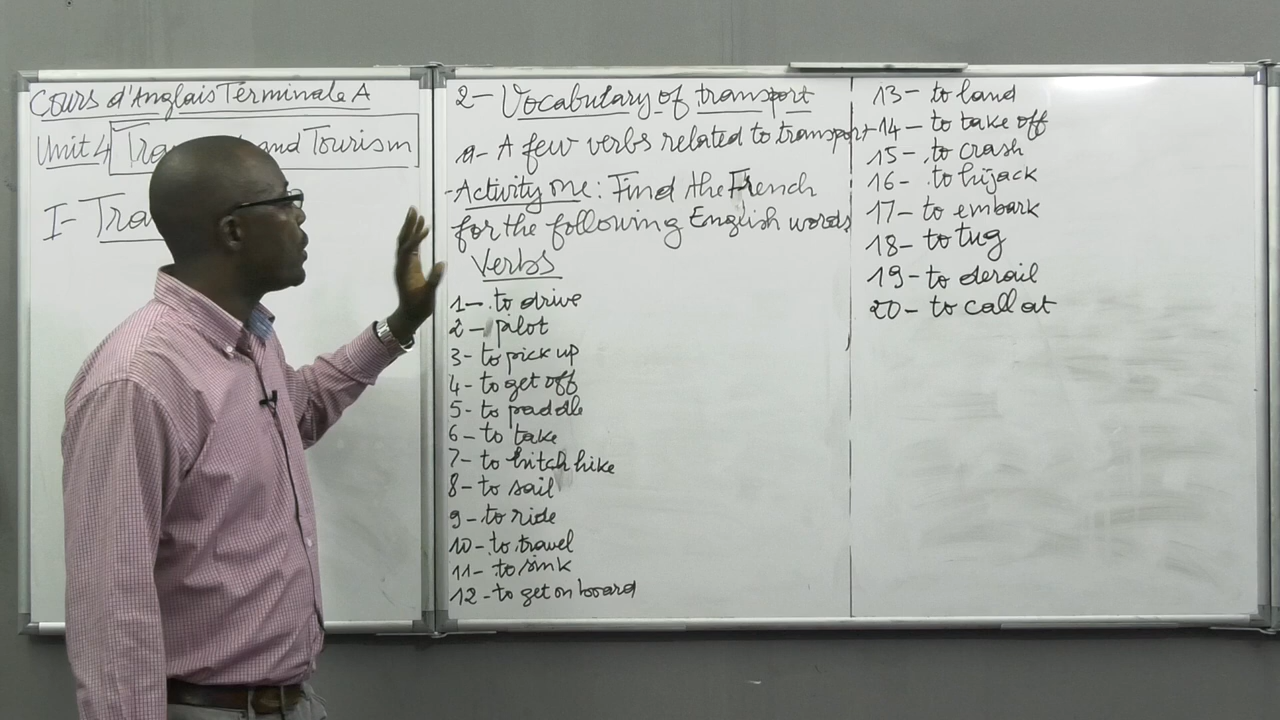 Cours d'Anglais Terminale A
Unit 4 and Tourism
I-
2- Vocabulary of transport
a- A few verbs related to transport
-Activity one: Find the French
for the following English words
Verbs
1- to drive
2- pilot
3- to pick up
4- to get off
5- to paddle
6- to take
7- to hitch hike
8- to sail
9- to ride
10- to travel
11- to sink
12- to get on board
13- to land
14- to take off
15- to crash
16- to hijack
17- to embark
18- to tug
19- to derail
20- to call at